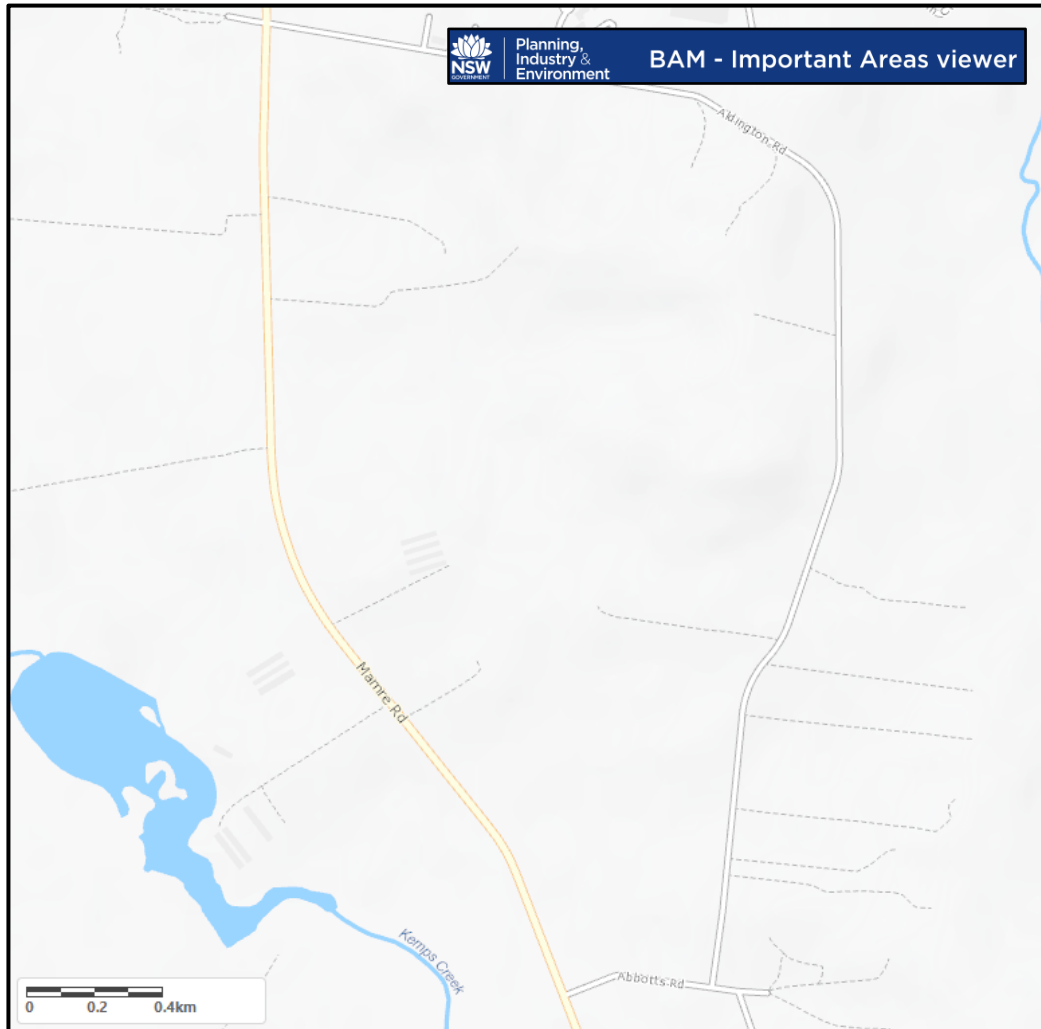 NSW
GOVERNMENT
Planning,
Industry &
Environment
BAM - Important Areas viewer
Aldington Rd
Mamre Rd
Kemps Creek
Abbotts Rd
0 0.2 0.4km